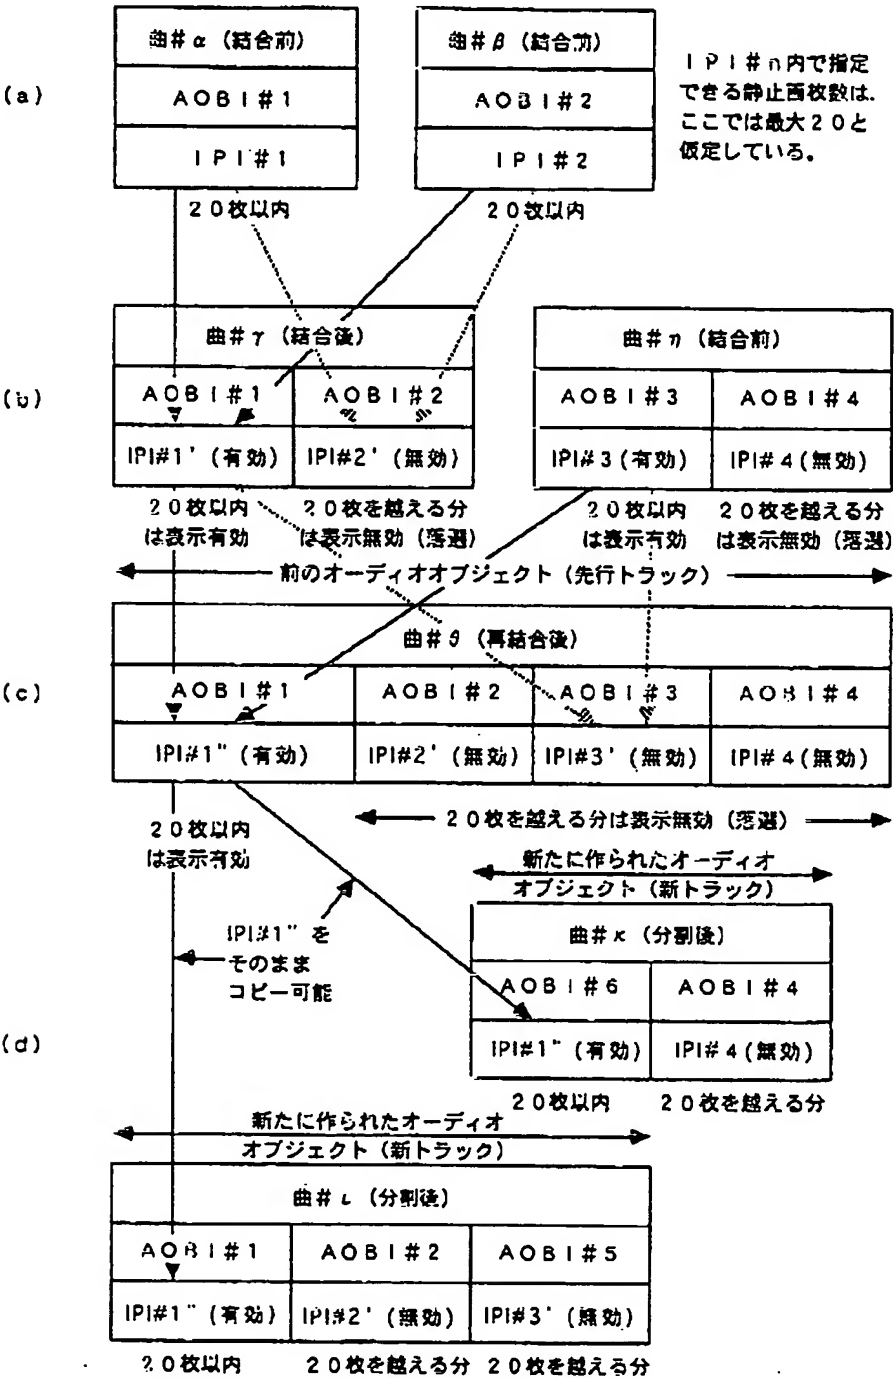 (a)
曲#α (結合前)
AOBI#1
IPI#1
20枚以内
曲#β (結合前)
AOBI#2
IPI#2
20枚以内
IPI#n内で指定
できる静止画枚数は、
ここでは最大20と
仮定している。
(b)
曲#γ (結合後)
AOBI#1
AOBI#2
IPI#1' (有効)
IPI#2' (無効)
20枚以内
は表示有効
20枚を越える分
は表示無効 (落選)
曲#η (結合前)
AOBI#3
AOBI#4
IPI#3 (有効)
IPI#4 (無効)
20枚以内
は表示有効
20枚を越える分
は表示無効 (落選)
前のオーディオオブジェクト (先行トラック)
(c)
曲#θ (再結合後)
AOBI#1
AOBI#2
AOBI#3
AOBI#4
IPI#1" (有効)
IPI#2' (無効)
IPI#3' (無効)
IPI#4 (無効)
20枚以内
は表示有効
20枚を越える分は表示無効 (落選)
IPI#1" を
そのまま
コピー可能
(d)
新たに作られたオーディオ
オブジェクト (新トラック)
曲#κ (分割後)
AOBI#6
AOBI#4
IPI#1" (有効)
IPI#4 (無効)
20枚以内
20枚を越える分
新たに作られたオーディオ
オブジェクト (新トラック)
曲#ι (分割後)
AOBI#1
AOBI#2
AOBI#5
IPI#1" (有効)
IPI#2' (無効)
IPI#3' (無効)
20枚以内
20枚を越える分
20枚を越える分